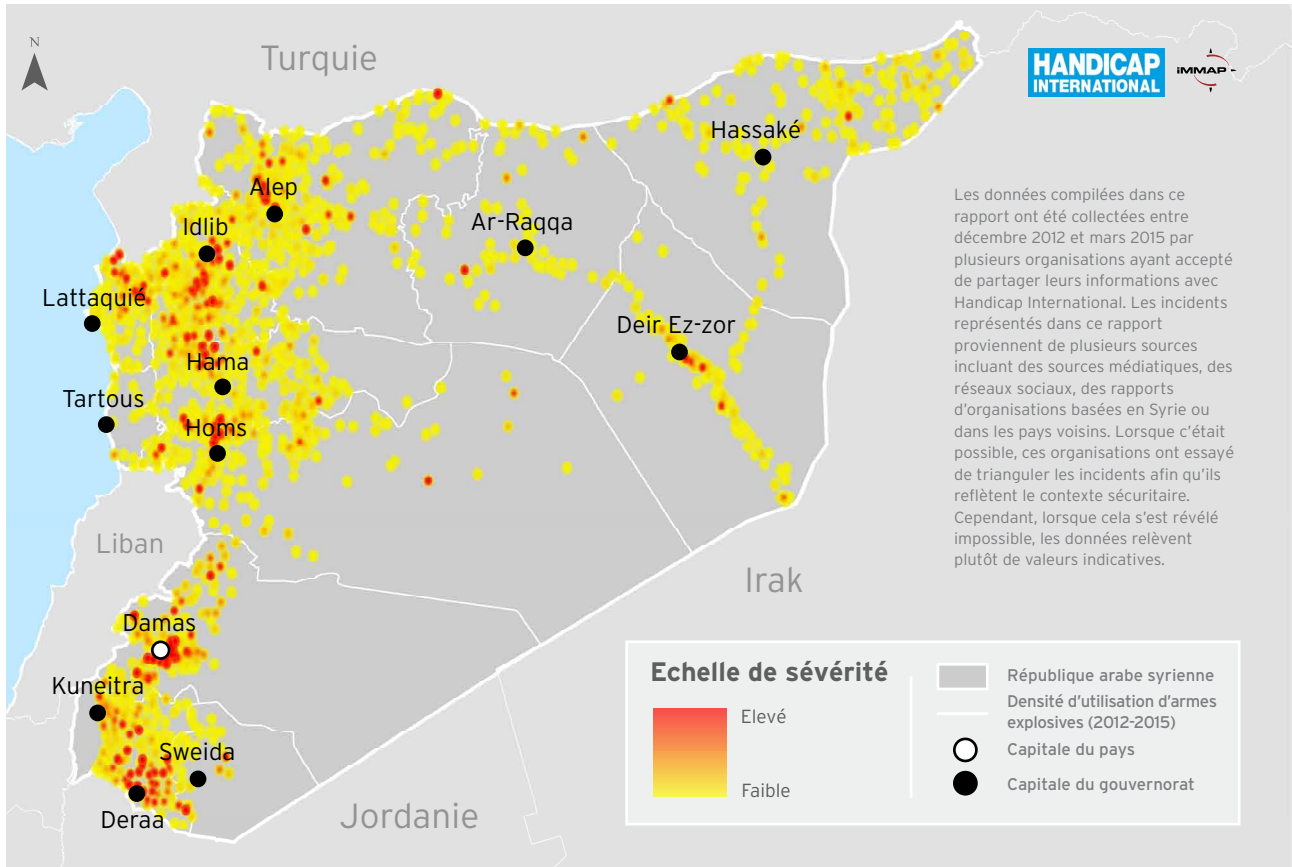 N
Turquie
HANDICAP
INTERNATIONAL
iMMAP
Hassaké
Alep
Idlib
Ar-Raqqa
Lattaquié
Deir Ez-zor
Hama
Tartous
Homs
Liban
Irak
Damas
Kuneitra
Sweida
Deraa
Jordanie
Les données compilées dans ce
rapport ont été collectées entre
décembre 2012 et mars 2015 par
plusieurs organisations ayant accepté
de partager leurs informations avec
Handicap International. Les incidents
représentés dans ce rapport
proviennent de plusieurs sources
incluant des sources médiatiques, des
réseaux sociaux, des rapports
d'organisations basées en Syrie ou
dans les pays voisins. Lorsque c'était
possible, ces organisations ont essayé
de trianguler les incidents afin qu'ils
reflètent le contexte sécuritaire.
Cependant, lorsque cela s'est révélé
impossible, les données relèvent
plutôt de valeurs indicatives.
Echelle de sévérité
Elevé
Faible
République arabe syrienne
Densité d'utilisation d'armes
explosives (2012-2015)
Capitale du pays
Capitale du gouvernorat